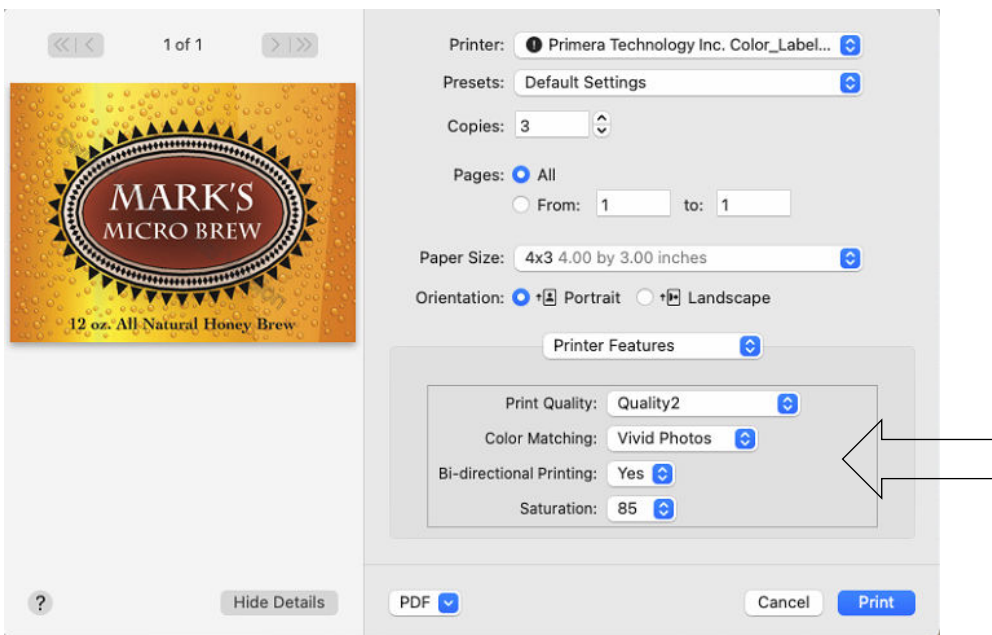 1 of 1
MARK'S
MICRO BREW
12 oz. All Natural Honey Brew
?
Hide Details
Printer: Primera Technology Inc. Color_Label...
Presets: Default Settings
Copies: 3
Pages: All
From: 1 to: 1
Paper Size: 4x3 4.00 by 3.00 inches
Orientation: Portrait Landscape
Printer Features
Print Quality: Quality2
Color Matching: Vivid Photos
Bi-directional Printing: Yes
Saturation: 85
PDF
Cancel
Print